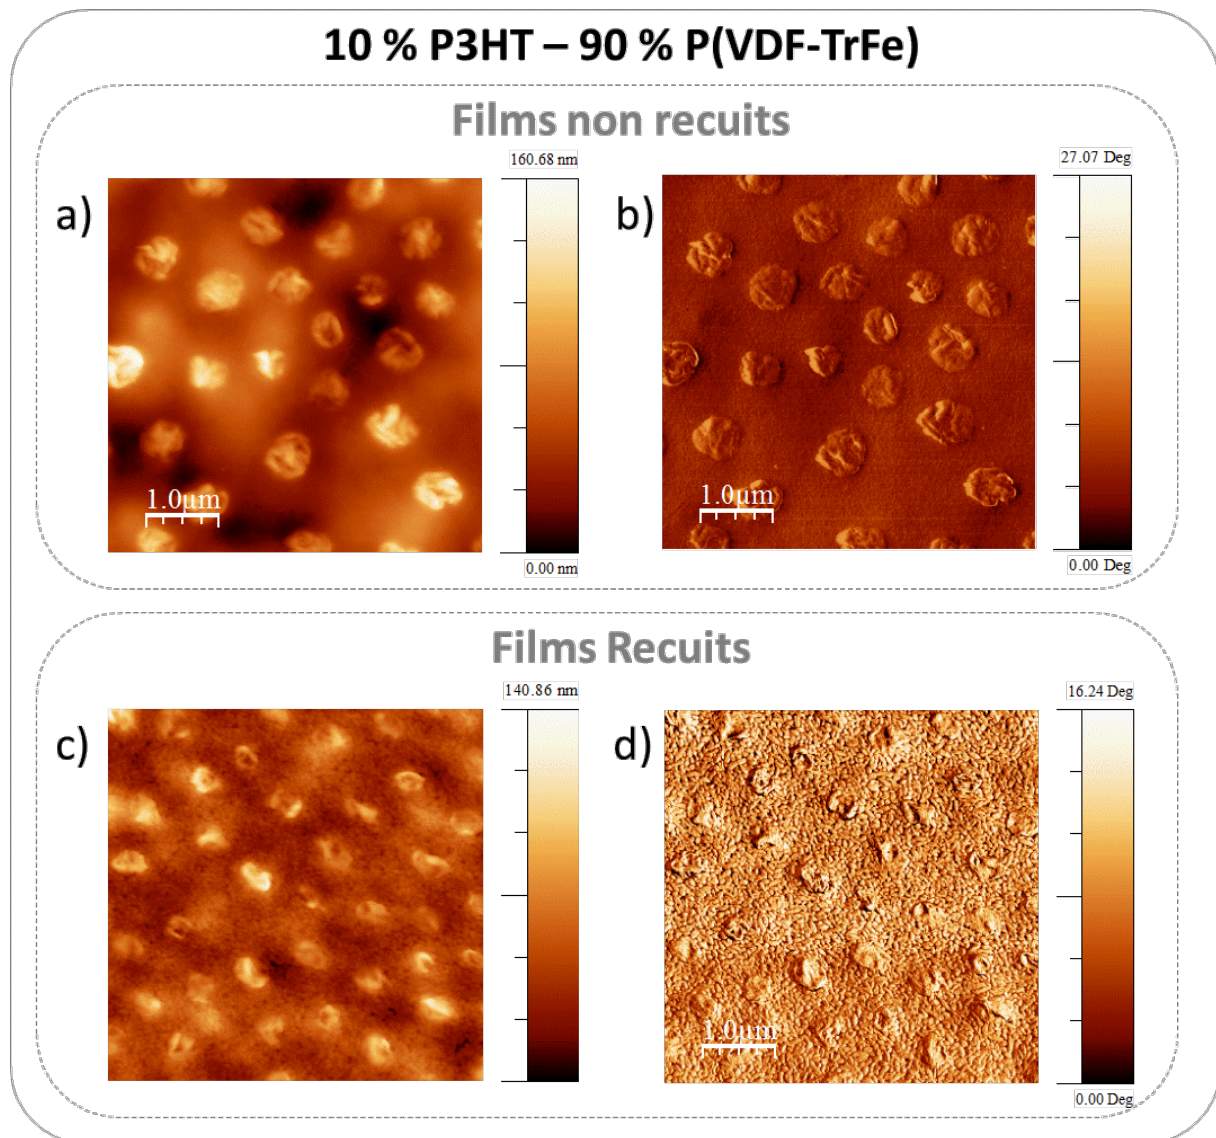 10 % P3HT – 90 % P(VDF-TrFe)
Films non recuits
a)
160.68 nm
0.00 nm
1.0µm
b)
27.07 Deg
0.00 Deg
1.0µm
Films Recuits
c)
140.86 nm
d)
16.24 Deg
0.00 Deg
1.0µm